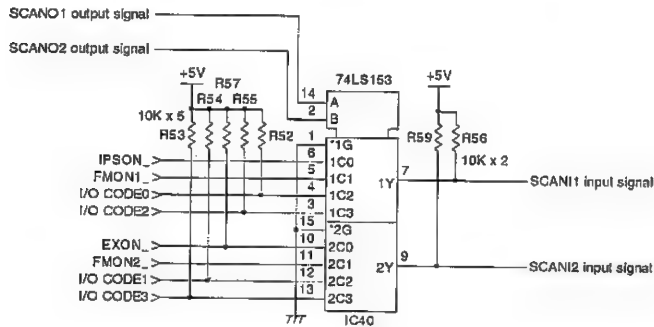 SCANO1 output signal
SCANO2 output signal
+5V
R57
R54 R55
10K x 5
R53
R52
74LS153
14 A
2 B
+5V
R59 R56
10K x 2
1 *1G
IPSON_ 6 1C0
FMON1_ 5 1C1
I/O CODE0 4 1C2
I/O CODE2 3 1C3
1Y 7 SCANI1 input signal
15 *2G
EXON_ 10 2C0
FMON2_ 11 2C1
I/O CODE1 12 2C2
I/O CODE3 13 2C3
2Y 9 SCANI2 input signal
IC40